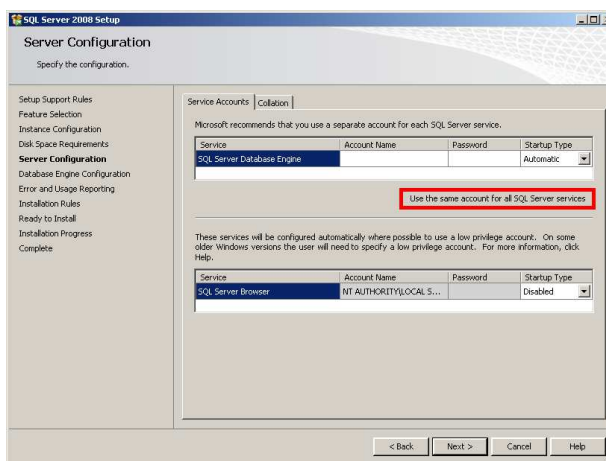 SQL Server 2008 Setup
Server Configuration
Specify the configuration.
Setup Support Rules
Feature Selection
Instance Configuration
Disk Space Requirements
Server Configuration
Database Engine Configuration
Error and Usage Reporting
Installation Rules
Ready to Install
Installation Progress
Complete
Service Accounts Collation
Microsoft recommends that you use a separate account for each SQL Server service.
Service Account Name Password Startup Type
SQL Server Database Engine Automatic
Use the same account for all SQL Server services
These services will be configured automatically where possible to use a low privilege account. On some
older Windows versions the user will need to specify a low privilege account. For more information, click
Help.
Service Account Name Password Startup Type
SQL Server Browser NT AUTHORITY\LOCAL S... Disabled
< Back Next > Cancel Help